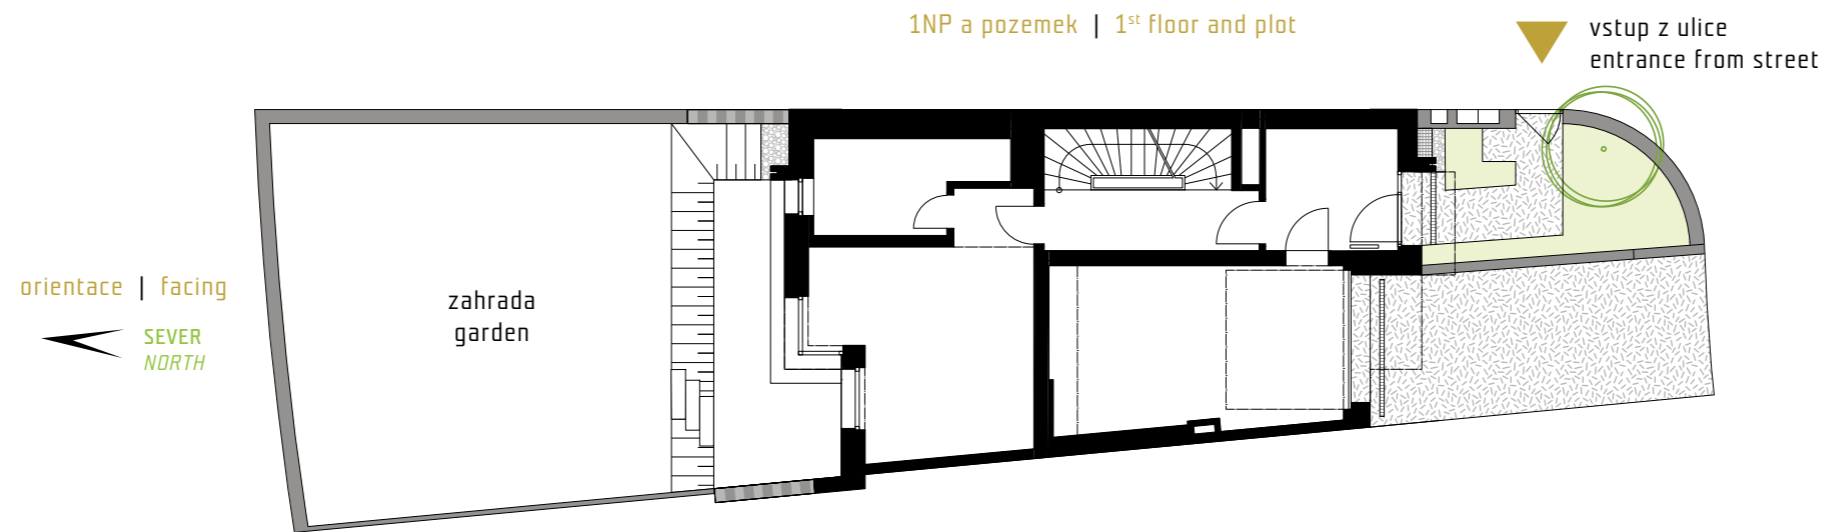 1NP a pozemek | 1st floor and plot
vstup z ulice
entrance from street
orientace | facing
SEVER
NORTH
zahrada
garden